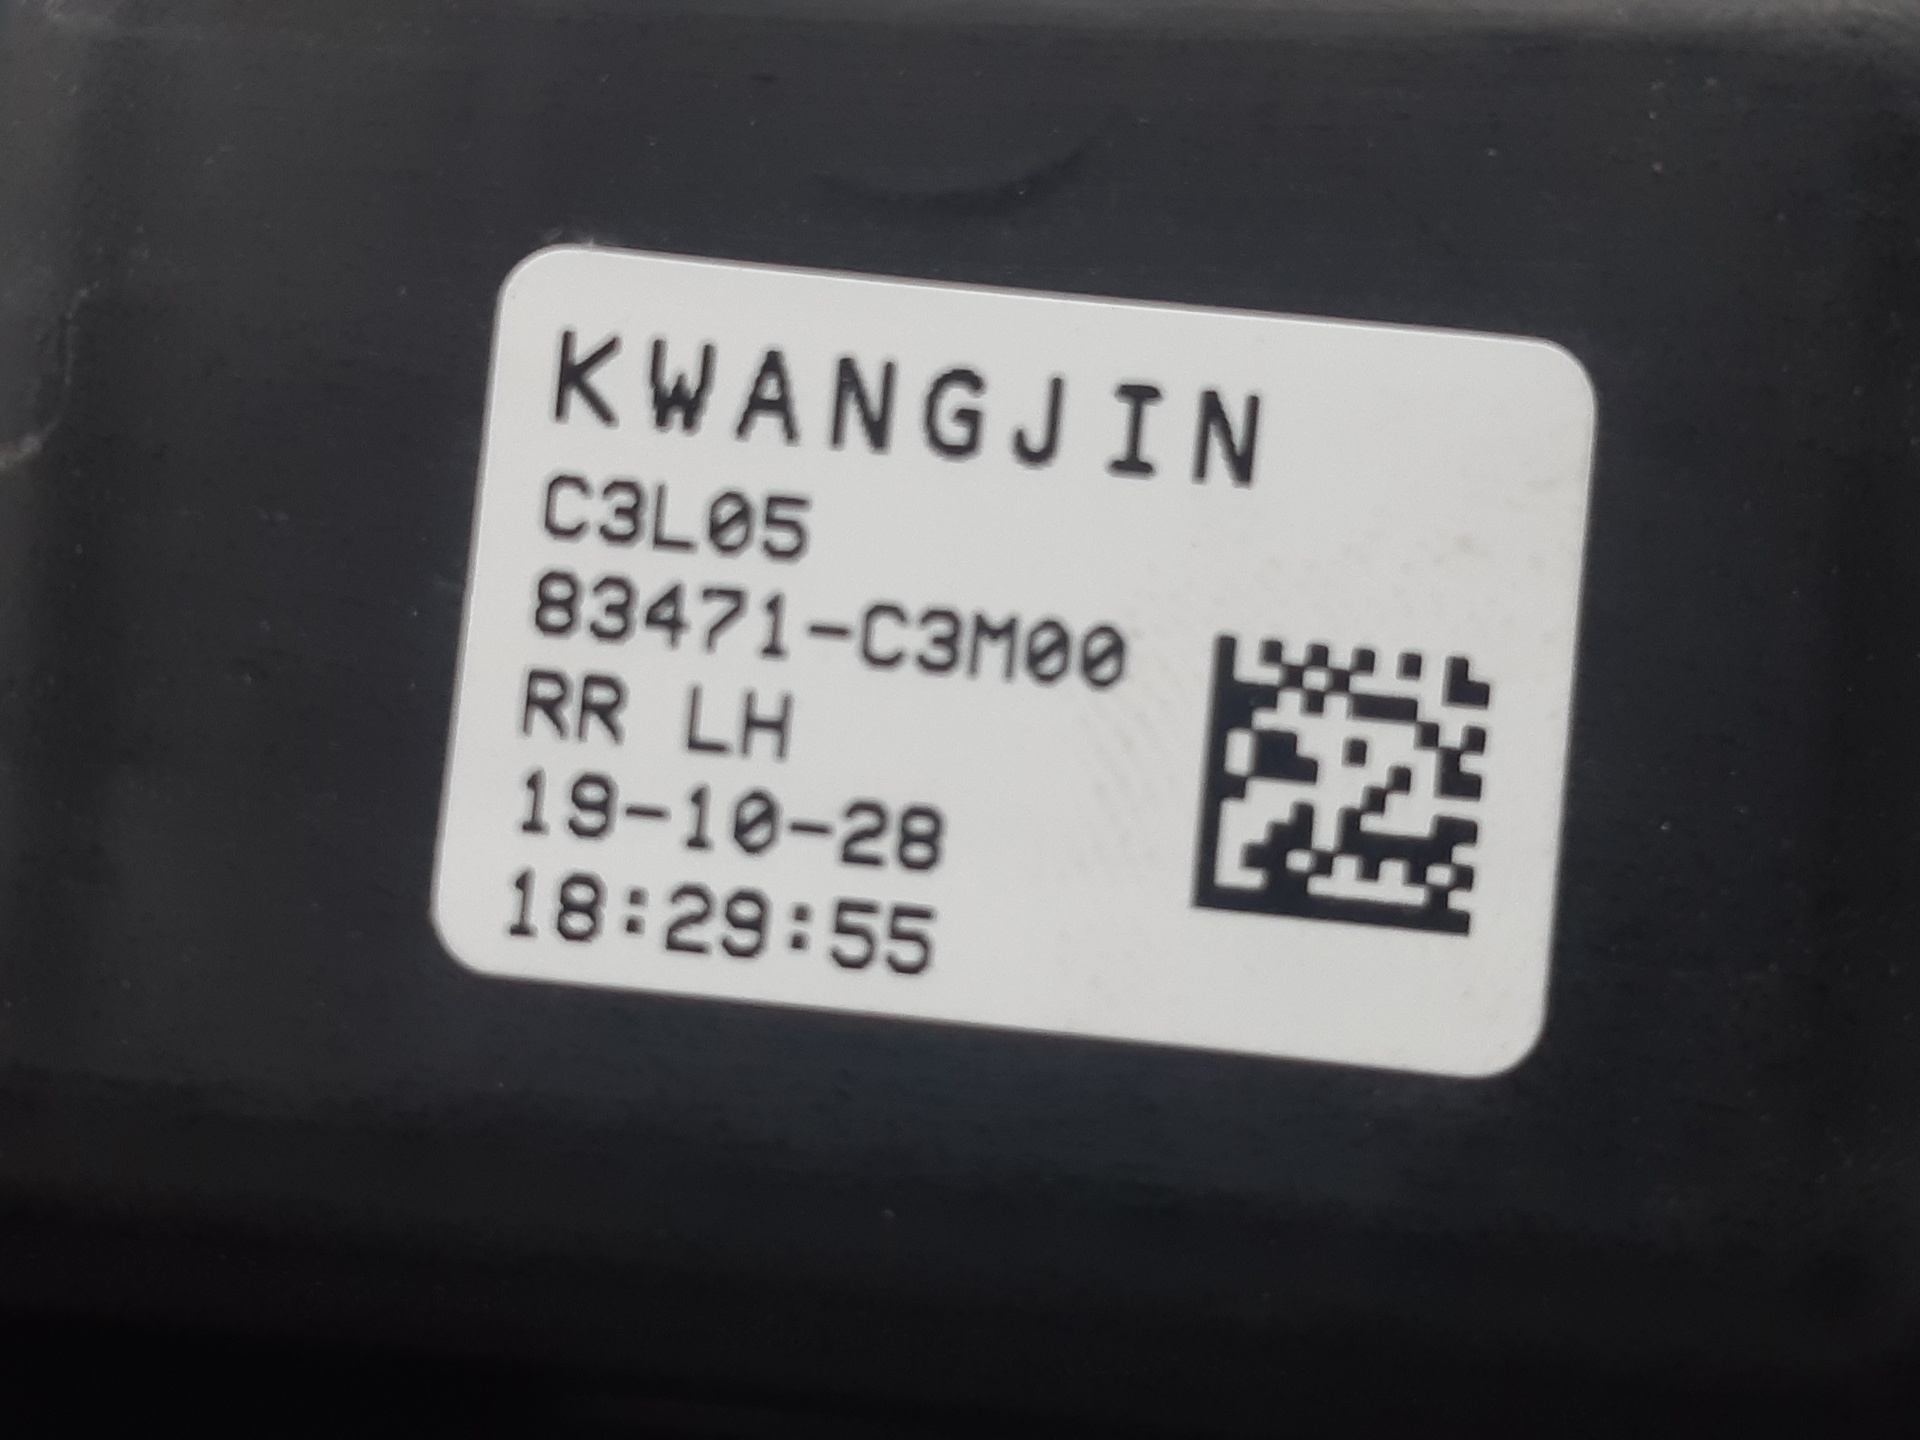 KWANGJIN
C3L05
83471-C3M00
RR LH
19-10-28
18:29:55